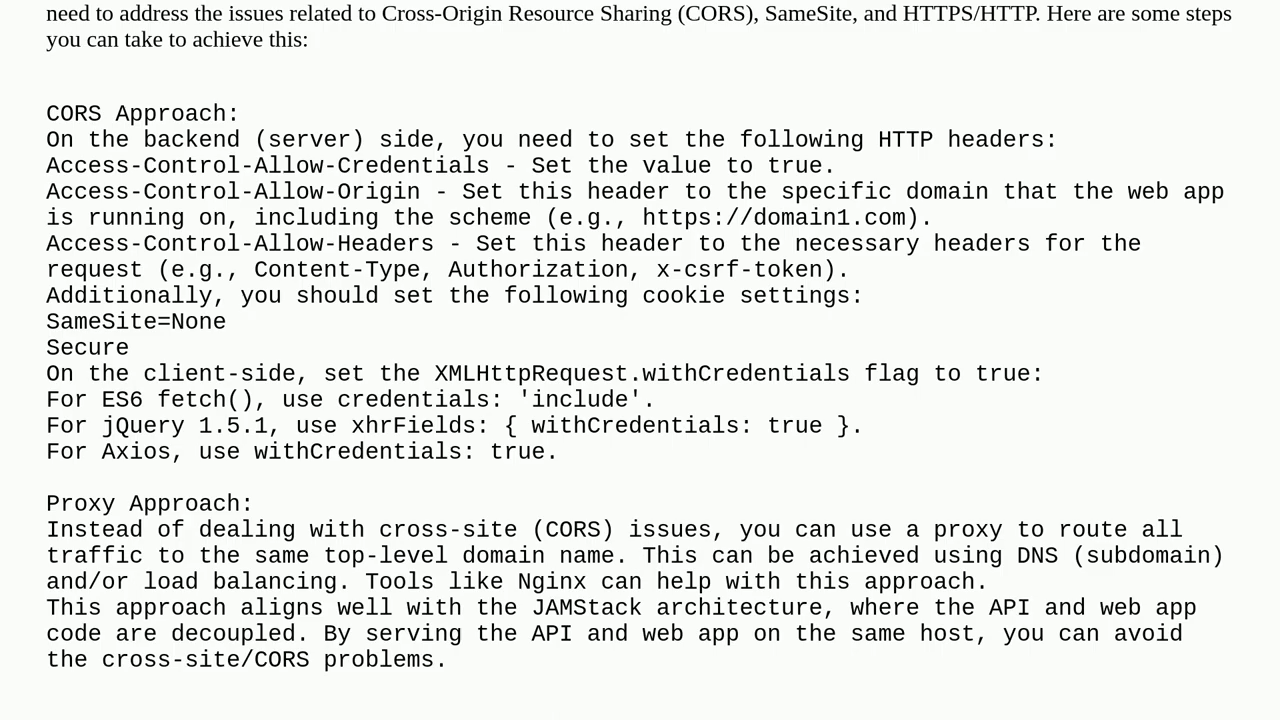 need to address the issues related to Cross-Origin Resource Sharing (CORS), SameSite, and HTTPS/HTTP. Here are some steps
you can take to achieve this:
CORS Approach:
On the backend (server) side, you need to set the following HTTP headers:
Access-Control-Allow-Credentials - Set the value to true.
Access-Control-Allow-Origin - Set this header to the specific domain that the web app
is running on, including the scheme (e.g., https://domain1.com).
Access-Control-Allow-Headers - Set this header to the necessary headers for the
request (e.g., Content-Type, Authorization, x-csrf-token).
Additionally, you should set the following cookie settings:
SameSite=None
Secure
On the client-side, set the XMLHttpRequest.withCredentials flag to true:
For ES6 fetch(), use credentials: 'include'.
For jQuery 1.5.1, use xhrFields: { withCredentials: true }.
For Axios, use withCredentials: true.
Proxy Approach:
Instead of dealing with cross-site (CORS) issues, you can use a proxy to route all
traffic to the same top-level domain name. This can be achieved using DNS (subdomain)
and/or load balancing. Tools like Nginx can help with this approach.
This approach aligns well with the JAMStack architecture, where the API and web app
code are decoupled. By serving the API and web app on the same host, you can avoid
the cross-site/CORS problems.